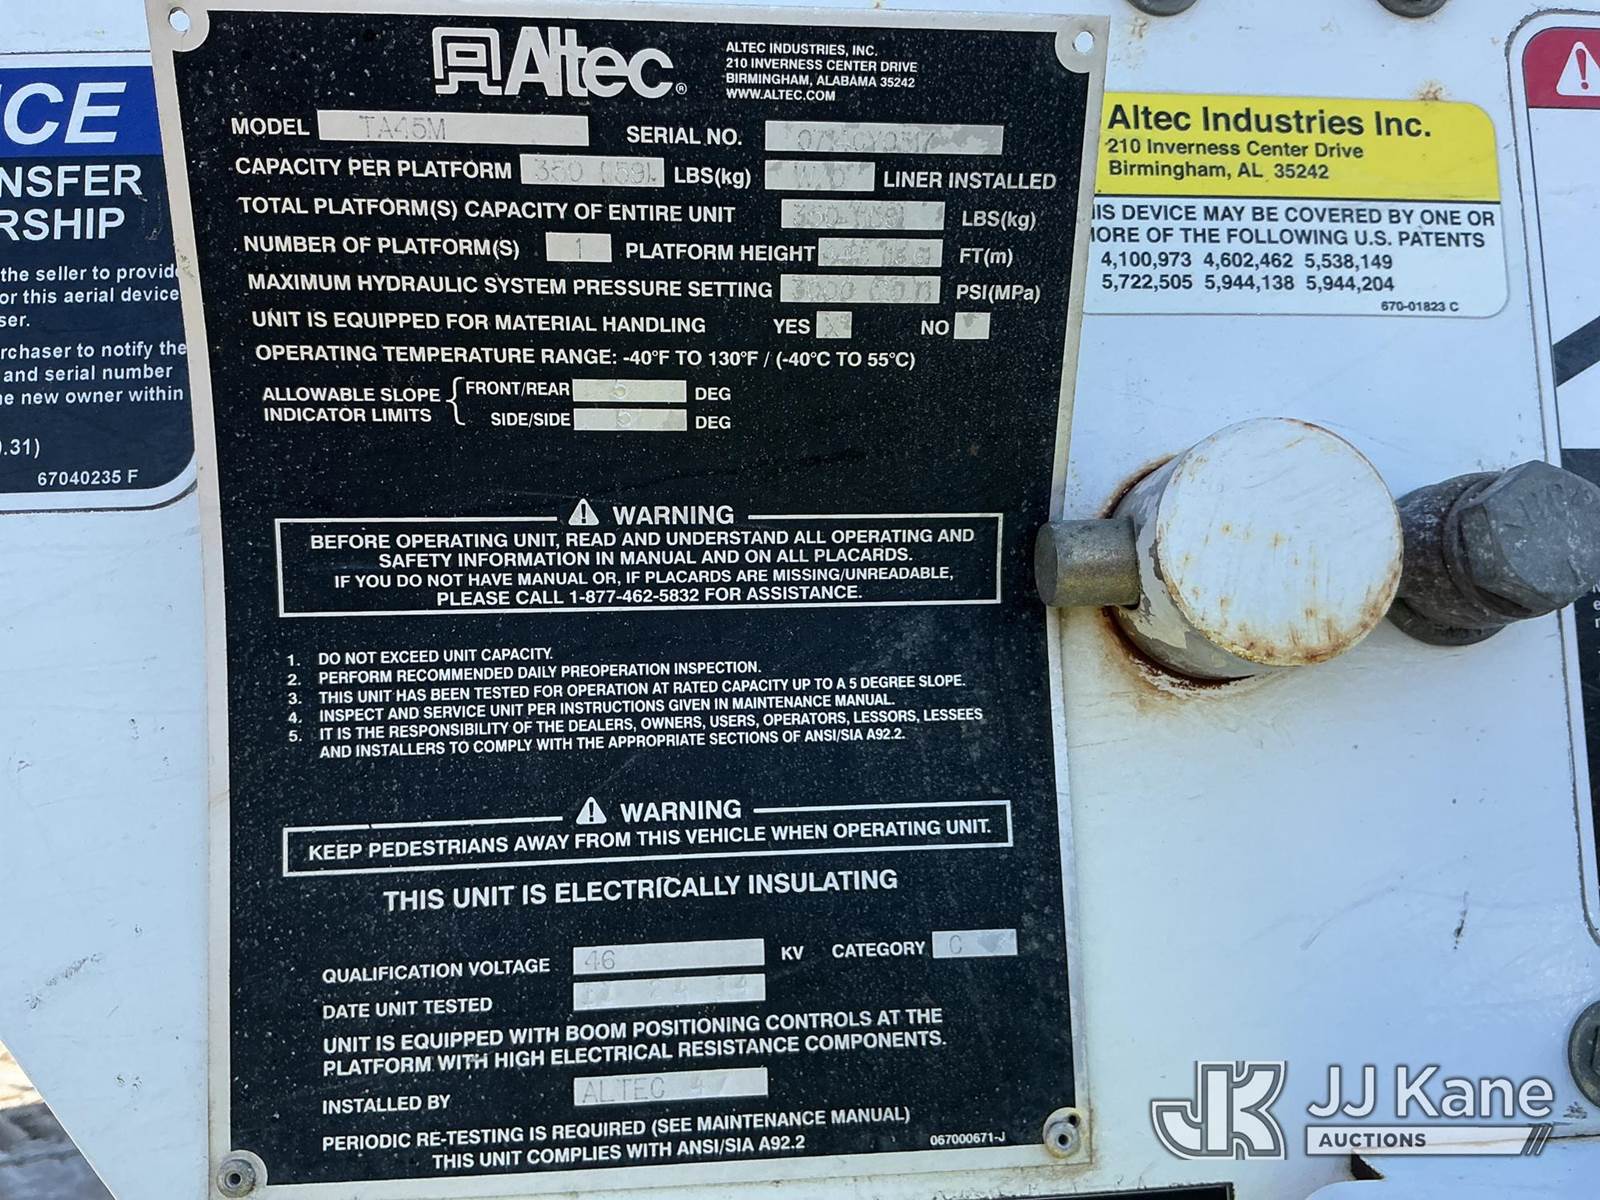 CE
NSFER
RSHIP
the seller to provid
or this aerial device
ser.
rchaser to notify the
and serial number
e new owner within
.31)
67040235 F
Altec®
ALTEC INDUSTRIES, INC.
210 INVERNESS CENTER DRIVE
BIRMINGHAM, ALABAMA 35242
WWW.ALTEC.COM
MODEL TA45M SERIAL NO.
CAPACITY PER PLATFORM 350 (159) LBS(kg) LINER INSTALLED
TOTAL PLATFORM(S) CAPACITY OF ENTIRE UNIT 350 (159) LBS(kg)
NUMBER OF PLATFORM(S) 1 PLATFORM HEIGHT FT(m)
MAXIMUM HYDRAULIC SYSTEM PRESSURE SETTING PSI(MPa)
UNIT IS EQUIPPED FOR MATERIAL HANDLING YES X NO
OPERATING TEMPERATURE RANGE: -40°F TO 130°F / (-40°C TO 55°C)
ALLOWABLE SLOPE INDICATOR LIMITS
FRONT/REAR 5 DEG
SIDE/SIDE 5 DEG
WARNING
BEFORE OPERATING UNIT, READ AND UNDERSTAND ALL OPERATING AND
SAFETY INFORMATION IN MANUAL AND ON ALL PLACARDS.
IF YOU DO NOT HAVE MANUAL OR, IF PLACARDS ARE MISSING/UNREADABLE,
PLEASE CALL 1-877-462-5832 FOR ASSISTANCE.
1. DO NOT EXCEED UNIT CAPACITY.
2. PERFORM RECOMMENDED DAILY PREOPERATION INSPECTION.
3. THIS UNIT HAS BEEN TESTED FOR OPERATION AT RATED CAPACITY UP TO A 5 DEGREE SLOPE.
4. INSPECT AND SERVICE UNIT PER INSTRUCTIONS GIVEN IN MAINTENANCE MANUAL.
5. IT IS THE RESPONSIBILITY OF THE DEALERS, OWNERS, USERS, OPERATORS, LESSORS, LESSEES
AND INSTALLERS TO COMPLY WITH THE APPROPRIATE SECTIONS OF ANSI/SIA A92.2.
WARNING
KEEP PEDESTRIANS AWAY FROM THIS VEHICLE WHEN OPERATING UNIT.
THIS UNIT IS ELECTRICALLY INSULATING
QUALIFICATION VOLTAGE 46 KV CATEGORY C
DATE UNIT TESTED
UNIT IS EQUIPPED WITH BOOM POSITIONING CONTROLS AT THE
PLATFORM WITH HIGH ELECTRICAL RESISTANCE COMPONENTS.
INSTALLED BY ALTEC
PERIODIC RE-TESTING IS REQUIRED (SEE MAINTENANCE MANUAL)
THIS UNIT COMPLIES WITH ANSI/SIA A92.2
067000671-J
Altec Industries Inc.
210 Inverness Center Drive
Birmingham, AL 35242
IS DEVICE MAY BE COVERED BY ONE OR
ORE OF THE FOLLOWING U.S. PATENTS
4,100,973 4,602,462 5,538,149
5,722,505 5,944,138 5,944,204
670-01823 C
JK JJ Kane
AUCTIONS